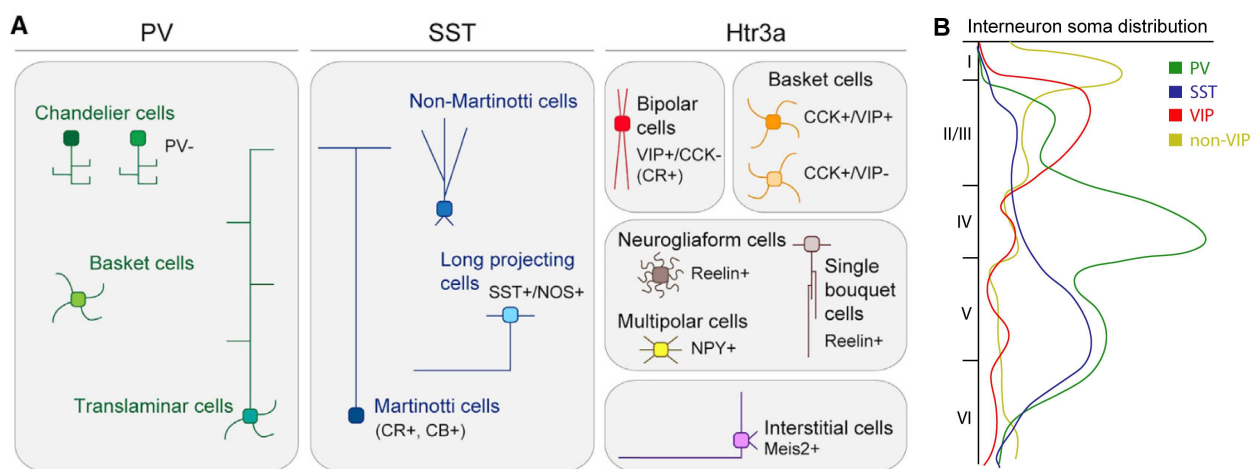 A
PV
SST
Htr3a
Chandelier cells
PV-
Basket cells
Translaminar cells
Non-Martinotti cells
Long projecting
cells
SST+/NOS+
Martinotti cells
(CR+, CB+)
Bipolar
cells
VIP+/CCK-
(CR+)
Basket cells
CCK+/VIP+
CCK+/VIP-
Neurogliaform cells
Reelin+
Multipolar cells
NPY+
Single
bouquet
cells
Reelin+
Interstitial cells
Meis2+
B
Interneuron soma distribution
I
II/III
IV
V
VI
PV
SST
VIP
non-VIP